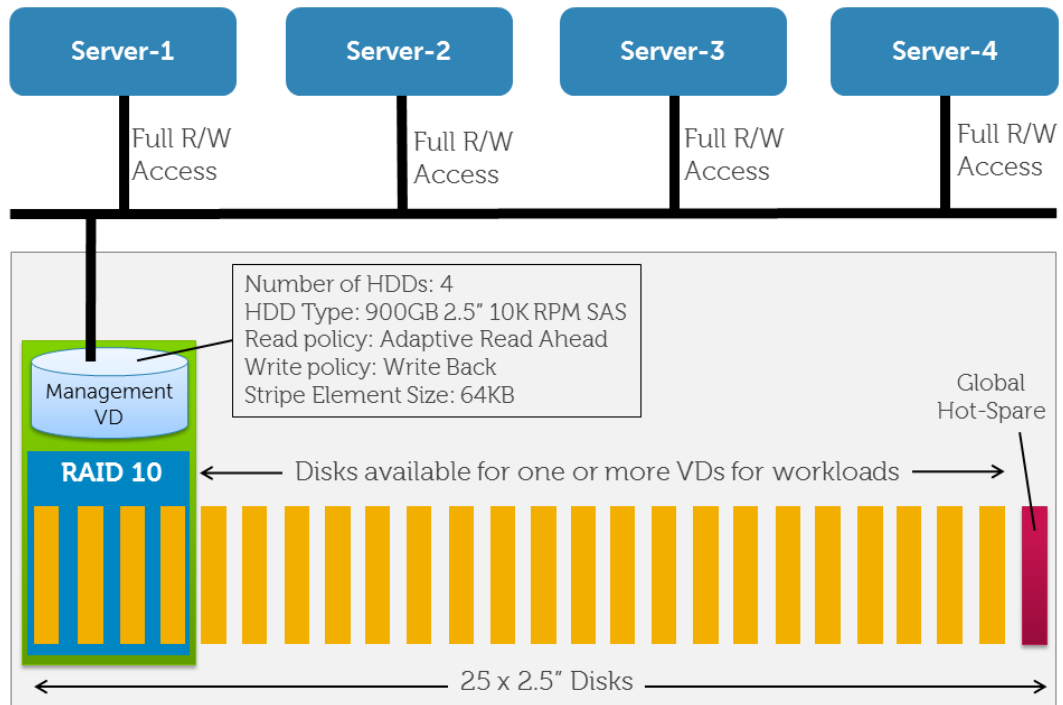 Server-1
Server-2
Server-3
Server-4
Full R/W
Access
Full R/W
Access
Full R/W
Access
Full R/W
Access
Number of HDDs: 4
HDD Type: 900GB 2.5” 10K RPM SAS
Read policy: Adaptive Read Ahead
Write policy: Write Back
Stripe Element Size: 64KB
Management
VD
Global
Hot-Spare
RAID 10
Disks available for one or more VDs for workloads
25 x 2.5” Disks